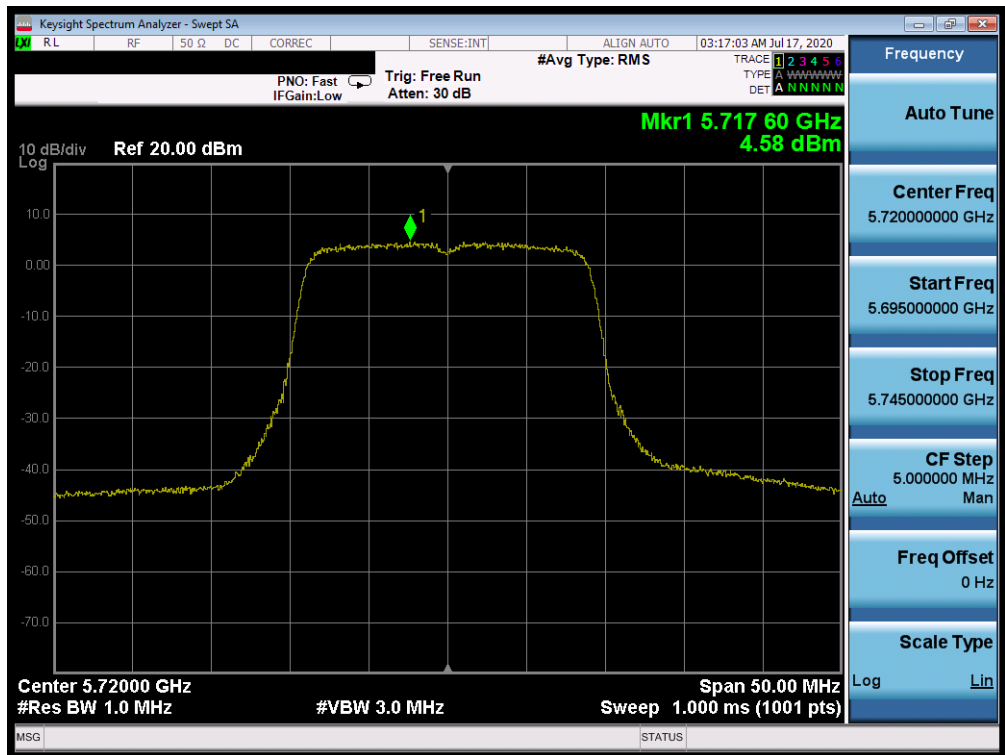 Keysight Spectrum Analyzer - Swept SA
LXI RL RF 50 Ω DC CORREC SENSE:INT ALIGN AUTO 03:17:03 AM Jul 17, 2020
PNO: Fast
IFGain:Low
Trig: Free Run
Atten: 30 dB
#Avg Type: RMS
TRACE 1 2 3 4 5 6
TYPE A WWWWW
DET A N N N N N
Mkr1 5.717 60 GHz
4.58 dBm
10 dB/div Ref 20.00 dBm
Log
10.0
0.00
-10.0
-20.0
-30.0
-40.0
-50.0
-60.0
-70.0
1
Center 5.72000 GHz Span 50.00 MHz
#Res BW 1.0 MHz #VBW 3.0 MHz Sweep 1.000 ms (1001 pts)
MSG STATUS
Frequency
Auto Tune
Center Freq
5.720000000 GHz
Start Freq
5.695000000 GHz
Stop Freq
5.745000000 GHz
CF Step
5.000000 MHz
Auto Man
Freq Offset
0 Hz
Scale Type
Log Lin